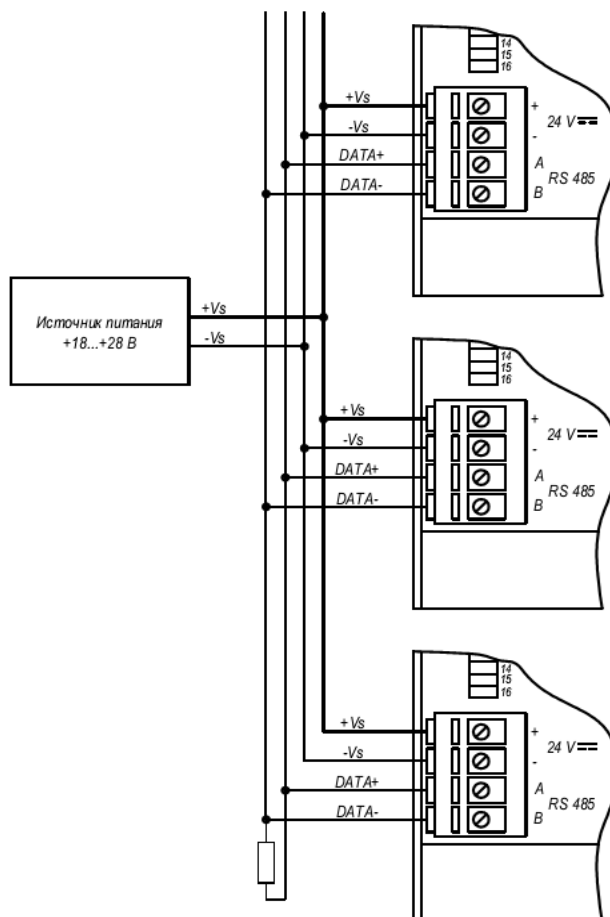 14
15
16
+Vs
+
24 V
-Vs
-
DATA+
A
RS 485
DATA-
B
+Vs
Источник питания
+18...+28 В
-Vs
14
15
16
+Vs
+
24 V
-Vs
-
DATA+
A
RS 485
DATA-
B
14
15
16
+Vs
+
24 V
-Vs
-
DATA+
A
RS 485
DATA-
B